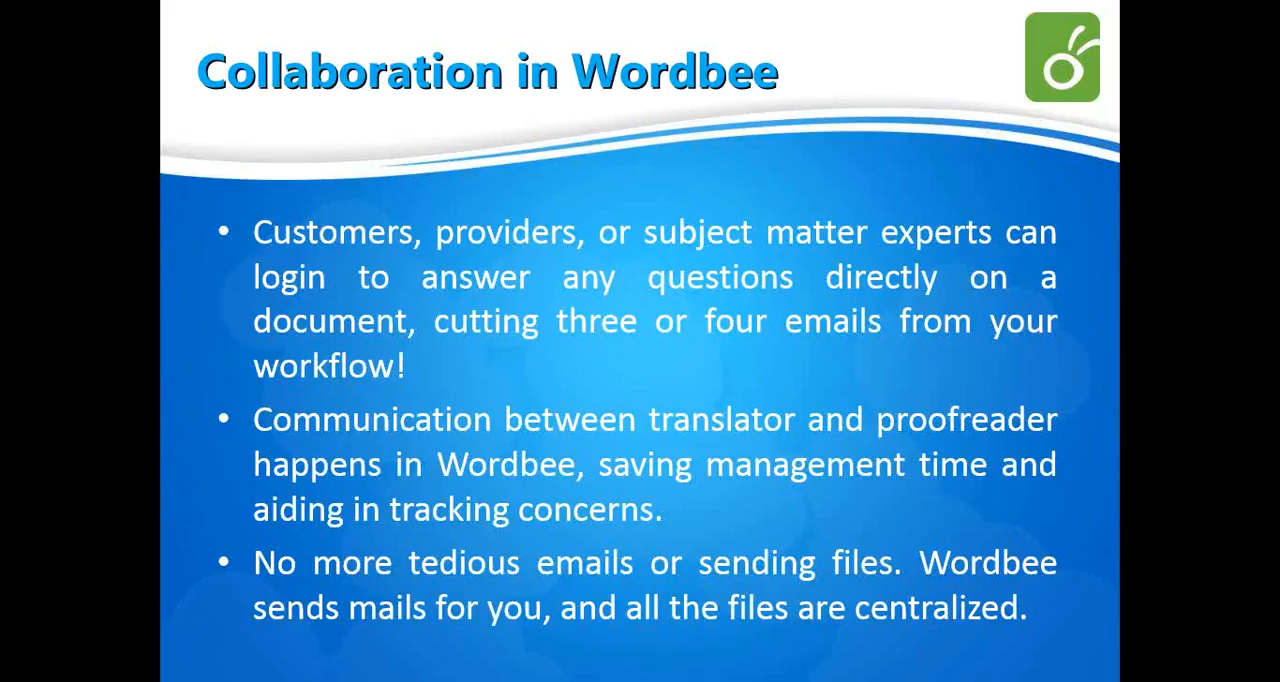 Collaboration in Wordbee
• Customers, providers, or subject matter experts can
login to answer any questions directly on a
document, cutting three or four emails from your
workflow!
• Communication between translator and proofreader
happens in Wordbee, saving management time and
aiding in tracking concerns.
• No more tedious emails or sending files. Wordbee
sends mails for you, and all the files are centralized.